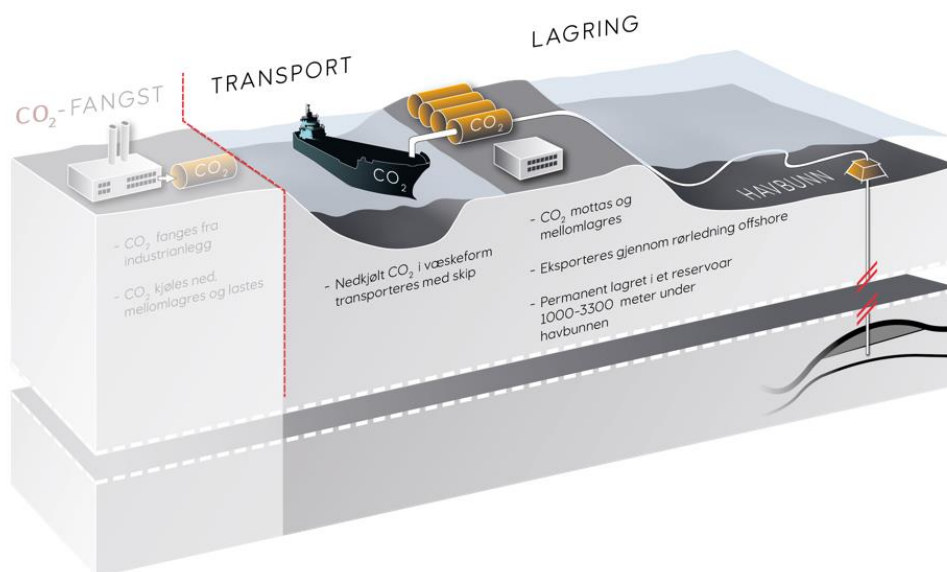 CO₂-FANGST
TRANSPORT
LAGRING
CO₂
CO₂
CO₂
HAVBUNN
- CO₂ fanges fra
industrianlegg
- CO₂ kjøles ned,
mellomlagres og lastes
- Nedkjølt CO₂ i væskeform
transporteres med skip
- CO₂ mottas og
mellomlagres
- Eksporteres gjennom rørledning offshore
- Permanent lagret i et reservoar
1000-3300 meter under
havbunnen